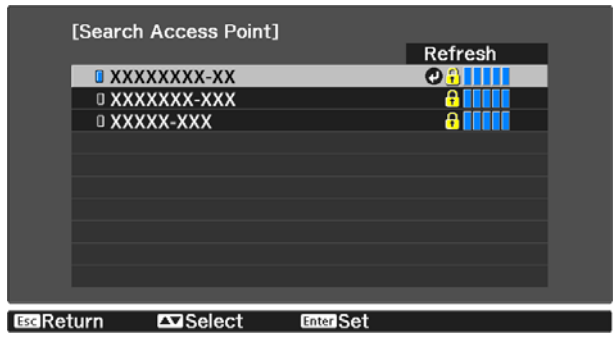 [Search Access Point]
Refresh
XXXXXXXX-XX
XXXXXXX-XXX
XXXXX-XXX
Esc Return Select Enter Set